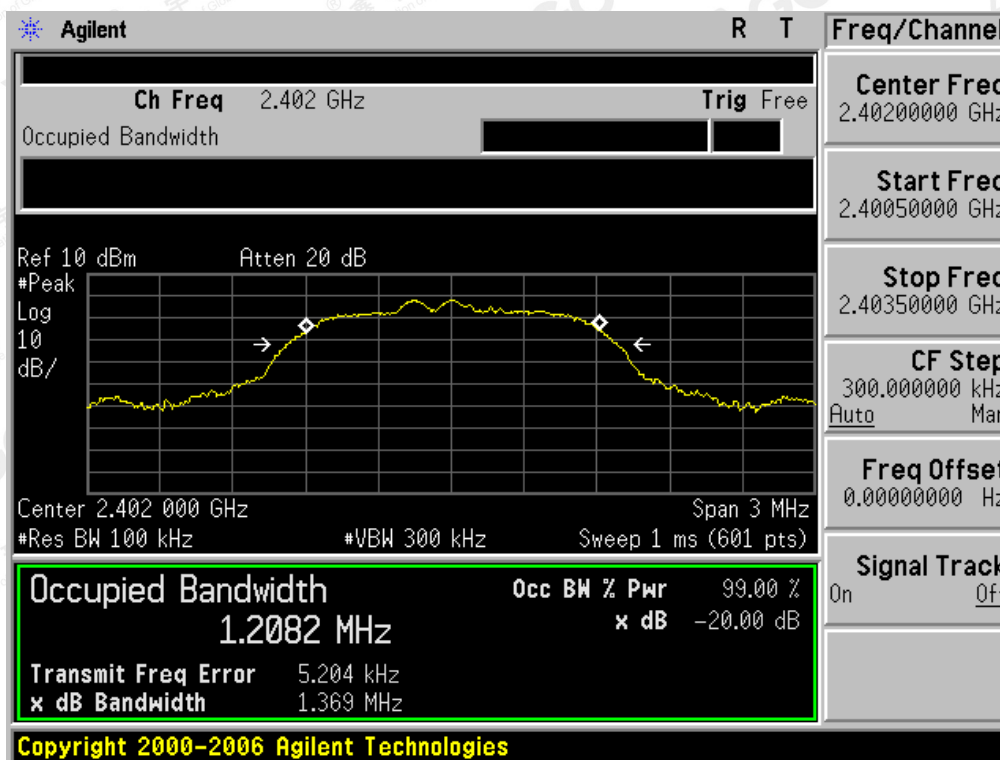 Agilent R T
Freq/Channel
Ch Freq 2.402 GHz Trig Free
Occupied Bandwidth
Center Freq
2.40200000 GHz
Start Freq
2.40050000 GHz
Stop Freq
2.40350000 GHz
CF Step
300.000000 kHz
Auto Man
Freq Offset
0.00000000 Hz
Signal Track
On Off
Ref 10 dBm Atten 20 dB
#Peak
Log
10
dB/
Center 2.402 000 GHz Span 3 MHz
#Res BW 100 kHz #VBW 300 kHz Sweep 1 ms (601 pts)
Occupied Bandwidth
1.2082 MHz
Occ BW % Pwr 99.00 %
x dB -20.00 dB
Transmit Freq Error 5.204 kHz
x dB Bandwidth 1.369 MHz
Copyright 2000-2006 Agilent Technologies